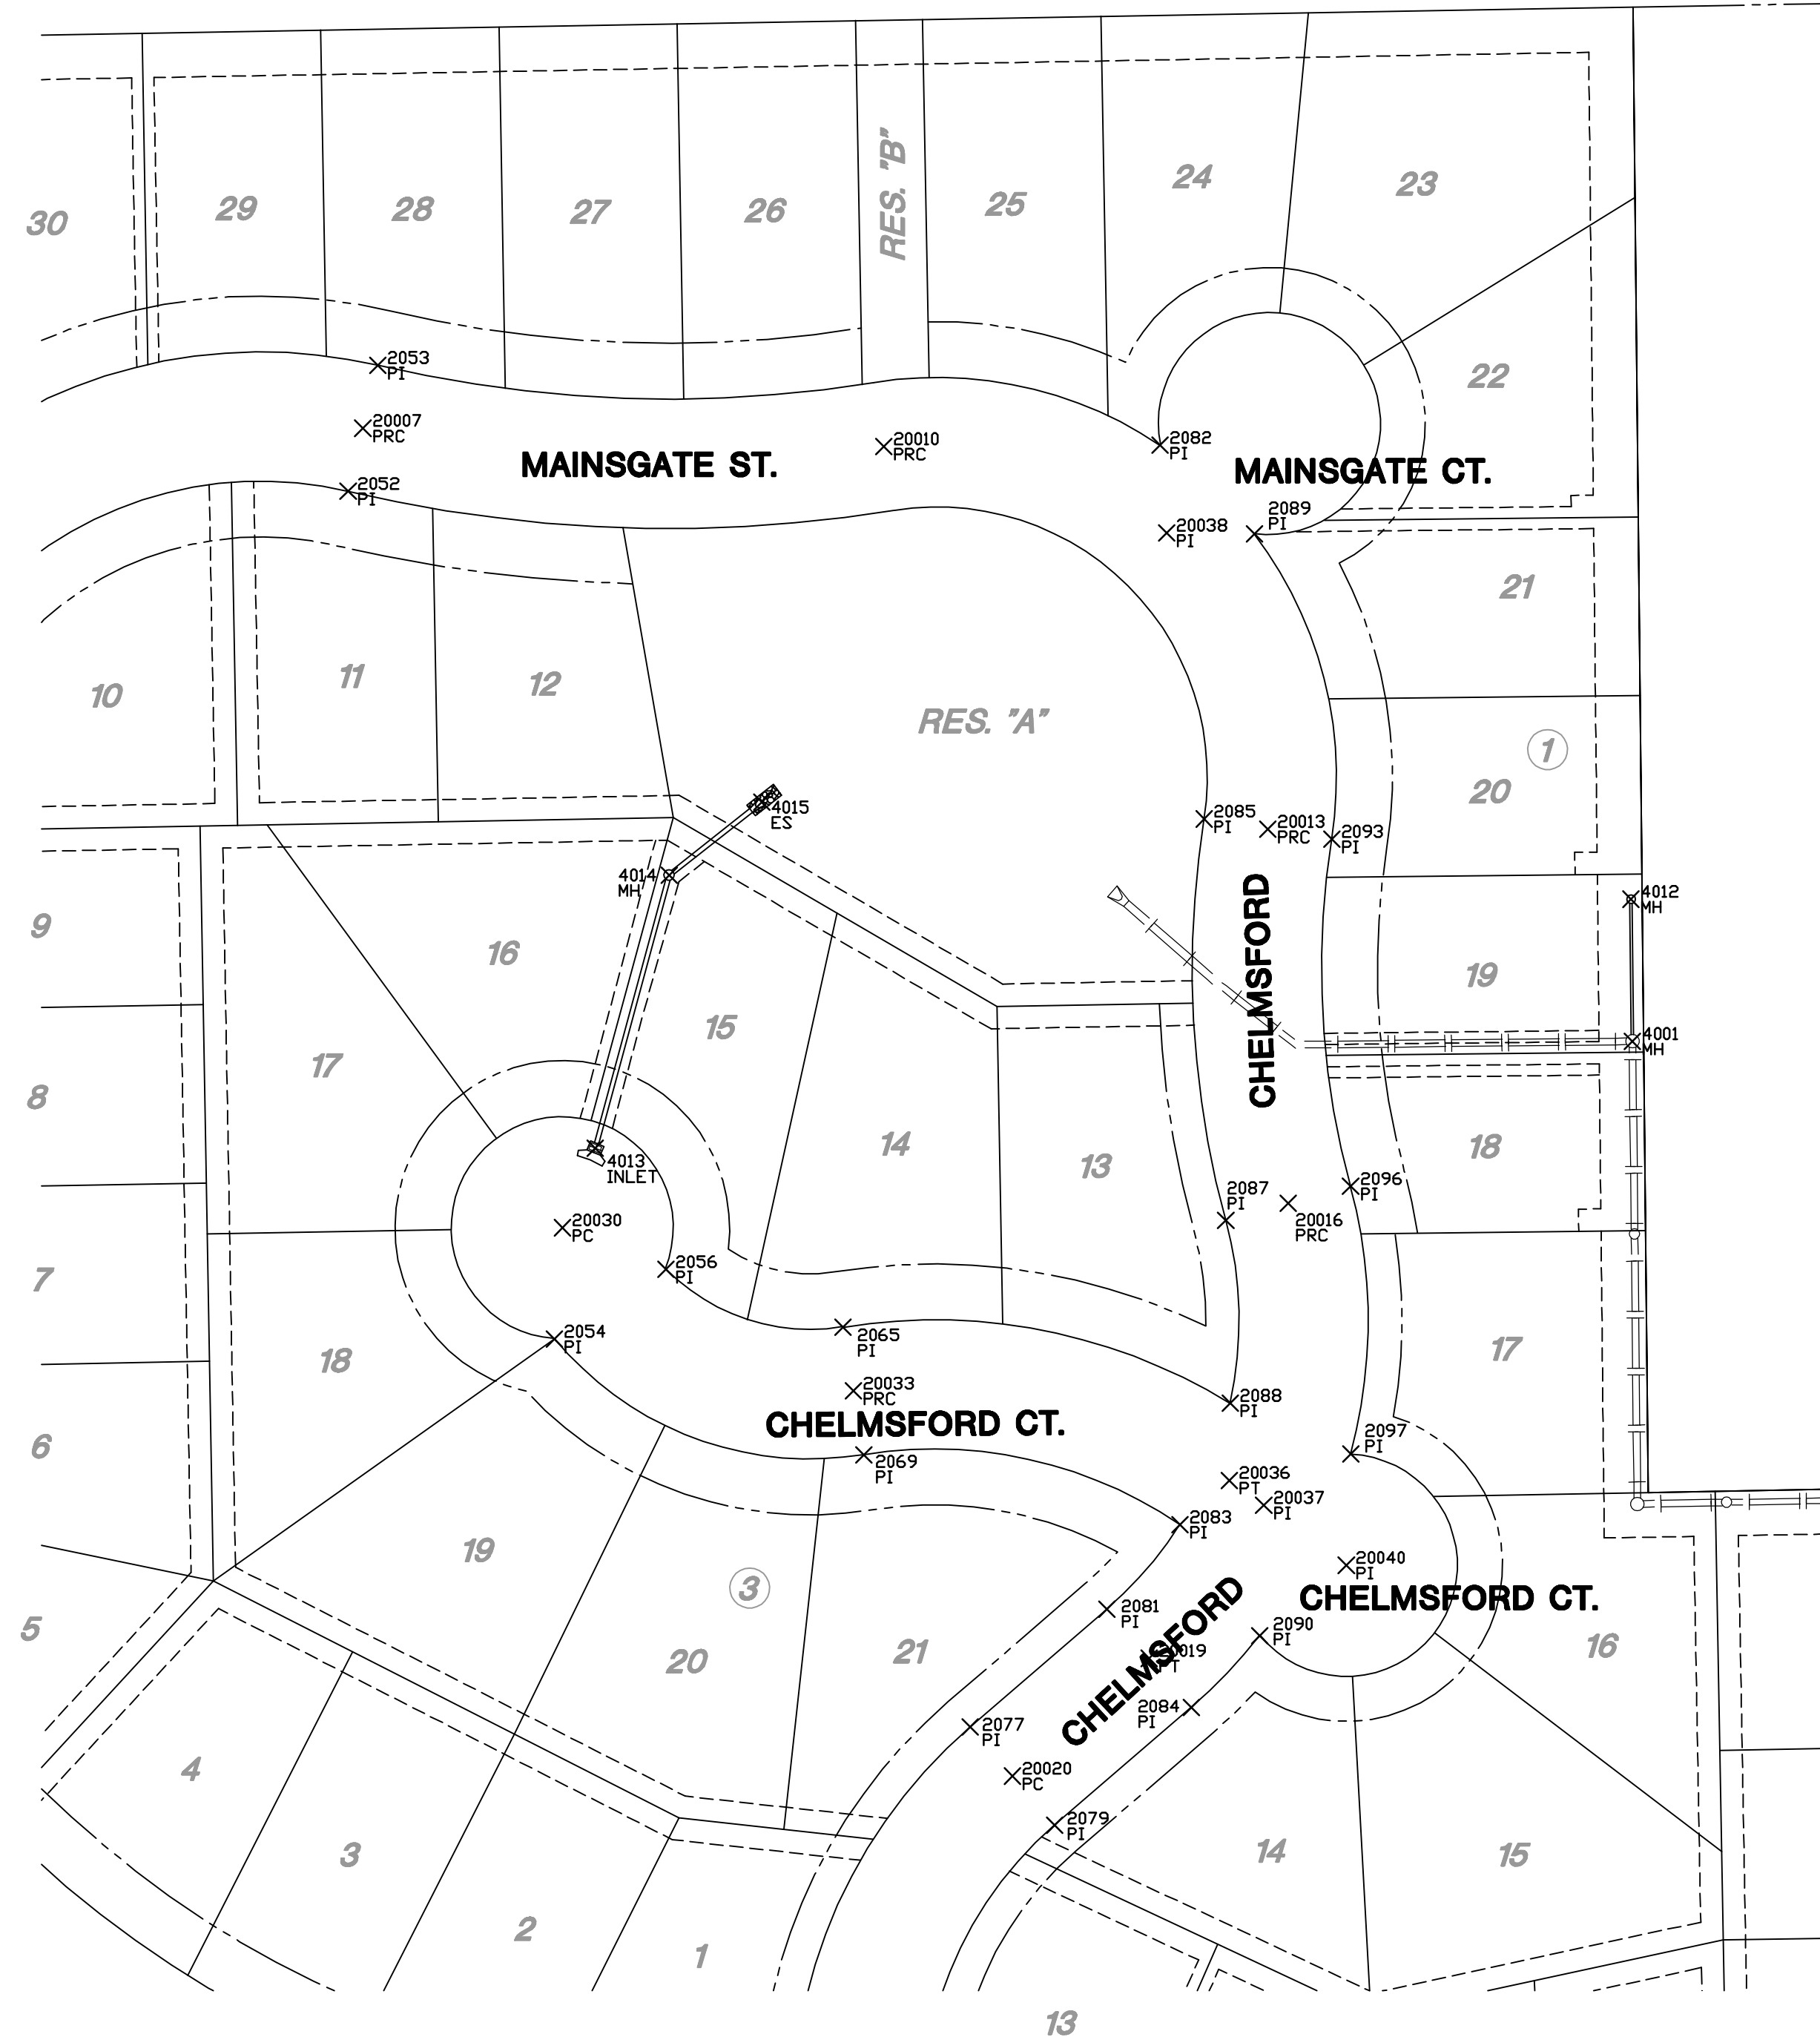 24
23
RES. "B"
30
29
28
27
26
25
22
2053
PI
20007
PRC
20010
PRC
2082
PI
MAINSGATE ST.
MAINSGATE CT.
2052
PI
2089
PI
20038
PI
21
10
11
12
RES. "A"
1
20
4015
ES
2085
PI
20013
PRC
2093
PI
4014
MH
4012
MH
9
16
CHELMSFORD
19
15
4001
MH
17
8
14
13
18
4013
INLET
2087
PI
2096
PI
20016
PRC
20030
PC
7
2056
PI
2054
PI
2065
PI
17
18
20033
PRC
2088
PI
CHELMSFORD CT.
6
2069
PI
2097
PI
20036
PT
20037
PI
2083
PI
19
20040
PI
3
CHELMSFORD CT.
5
2081
PI
2090
PI
20
21
CHELMSFORD
20019
PT
16
2084
PI
2077
PI
4
20020
PC
2079
PI
3
14
15
2
1
13